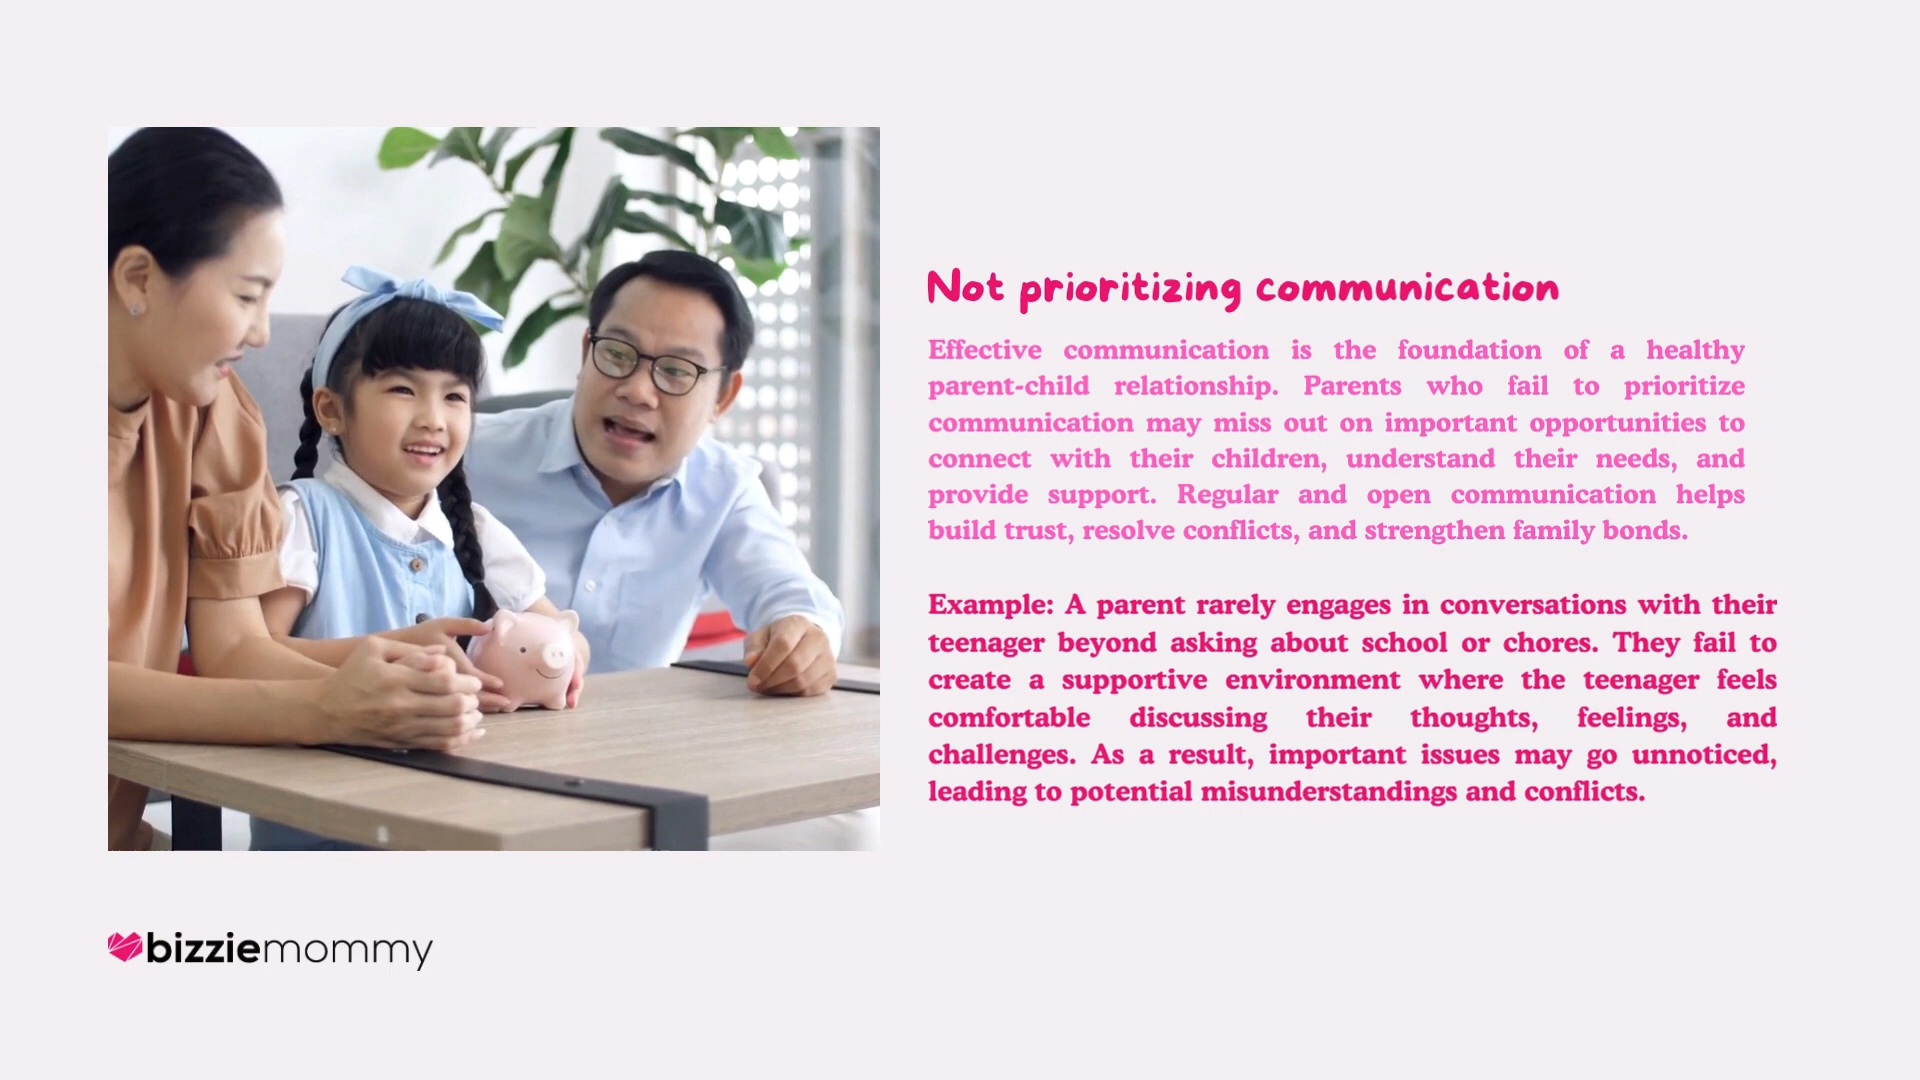 Not prioritizing communication
Effective communication is the foundation of a healthy
parent-child relationship. Parents who fail to prioritize
communication may miss out on important opportunities to
connect with their children, understand their needs, and
provide support. Regular and open communication helps
build trust, resolve conflicts, and strengthen family bonds.
Example: A parent rarely engages in conversations with their
teenager beyond asking about school or chores. They fail to
create a supportive environment where the teenager feels
comfortable discussing their thoughts, feelings, and
challenges. As a result, important issues may go unnoticed,
leading to potential misunderstandings and conflicts.
bizziemommy